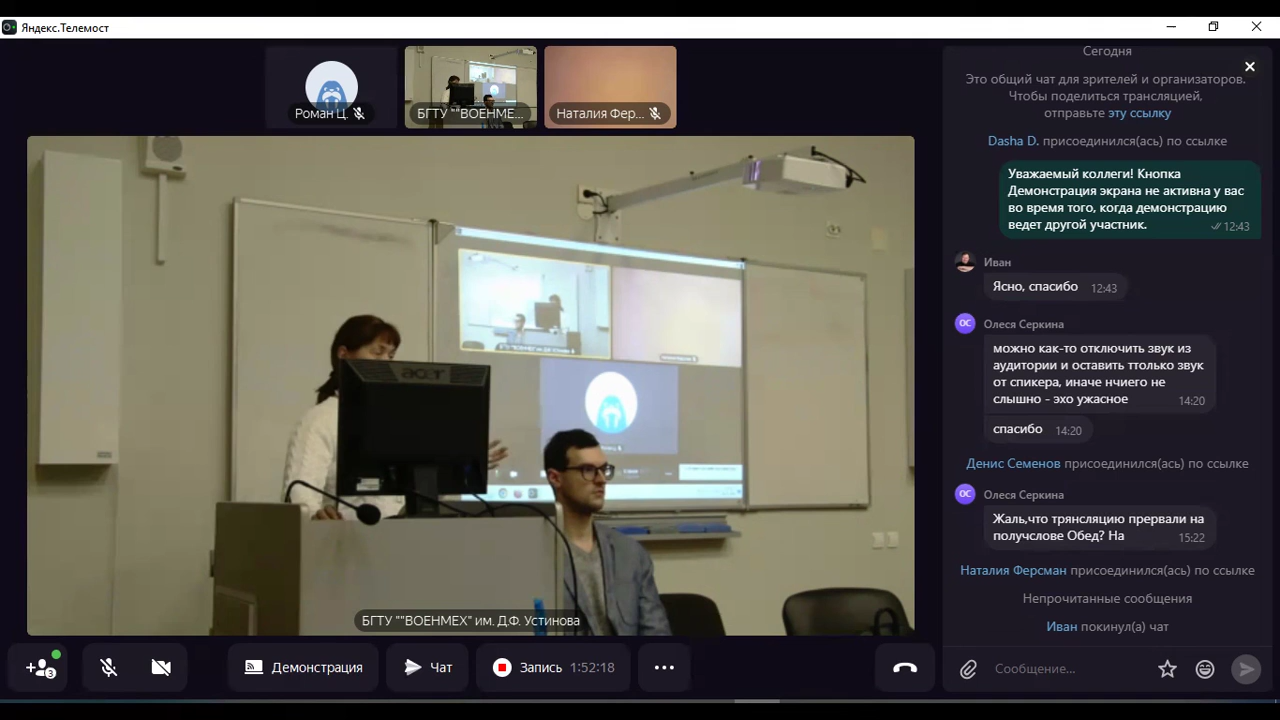 Яндекс.Телемост
Роман Ц.
БГТУ ""ВОЕНМЕ...
Наталия Фер...
acer
БГТУ ""ВОЕНМЕХ" им. Д.Ф. Устинова
3
Демонстрация
Чат
Запись 1:52:18
Сегодня
Это общий чат для зрителей и организаторов.
Чтобы поделиться трансляцией,
отправьте эту ссылку
Dasha D. присоединился(ась) по ссылке
Уважаемый коллеги! Кнопка
Демонстрация экрана не активна у вас
во время того, когда демонстрацию
ведет другой участник.
12:43
Иван
Ясно, спасибо 12:43
ОС
Олеся Серкина
можно как-то отключить звук из
аудитории и оставить ттолько звук
от спикера, иначе нчиего не
слышно - эхо ужасное 14:20
спасибо 14:20
Денис Семенов присоединился(ась) по ссылке
ОС
Олеся Серкина
Жаль,что трянсляцию прервали на
получслове Обед? На 15:22
Наталия Ферсман присоединился(ась) по ссылке
Непрочитанные сообщения
Иван покинул(а) чат
Сообщение...